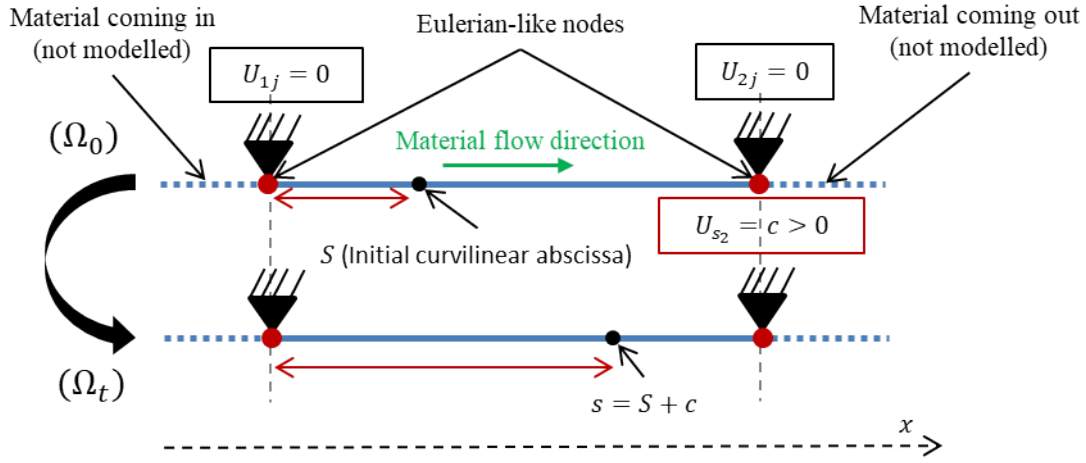 Material coming in
(not modelled)
Eulerian-like nodes
Material coming out
(not modelled)
U₁ⱼ = 0
U₂ⱼ = 0
(Ω₀)
Material flow direction
Uₛ₂ = c > 0
S (Initial curvilinear abscissa)
(Ωₜ)
s = S + c
x